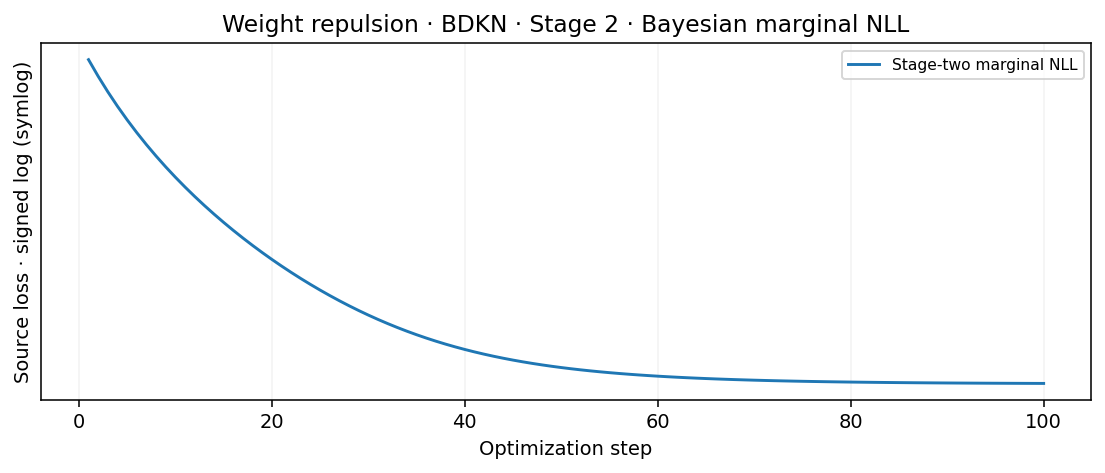 Weight repulsion · BDKN · Stage 2 · Bayesian marginal NLL
Stage-two marginal NLL
Source loss · signed log (symlog)
0 20 40 60 80 100
Optimization step